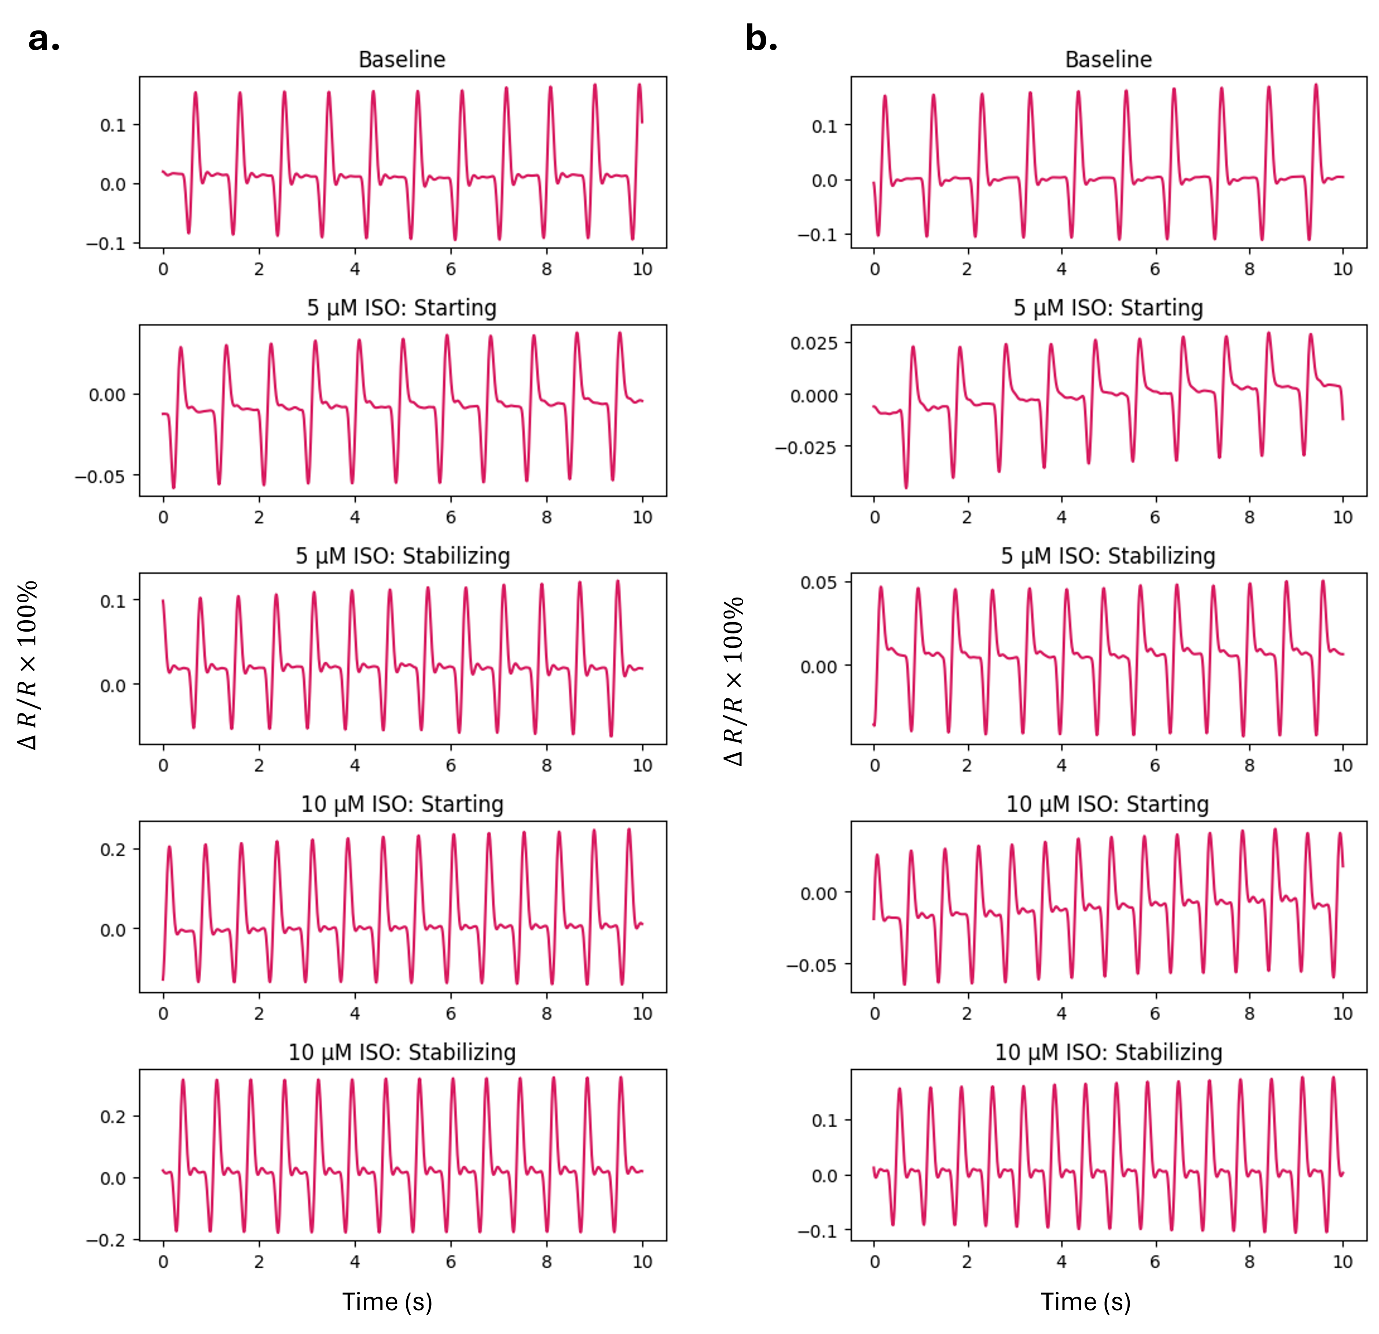 a.
Baseline
0.1
0.0
−0.1
0 2 4 6 8 10
5 µM ISO: Starting
0.00
−0.05
0 2 4 6 8 10
5 µM ISO: Stabilizing
0.1
0.0
0 2 4 6 8 10
10 µM ISO: Starting
0.2
0.0
0 2 4 6 8 10
10 µM ISO: Stabilizing
0.2
0.0
−0.2
0 2 4 6 8 10
Δ R/R × 100%
Time (s)
b.
Baseline
0.1
0.0
−0.1
0 2 4 6 8 10
5 µM ISO: Starting
0.025
0.000
−0.025
0 2 4 6 8 10
5 µM ISO: Stabilizing
0.05
0.00
0 2 4 6 8 10
10 µM ISO: Starting
0.00
−0.05
0 2 4 6 8 10
10 µM ISO: Stabilizing
0.1
0.0
−0.1
0 2 4 6 8 10
Δ R/R × 100%
Time (s)